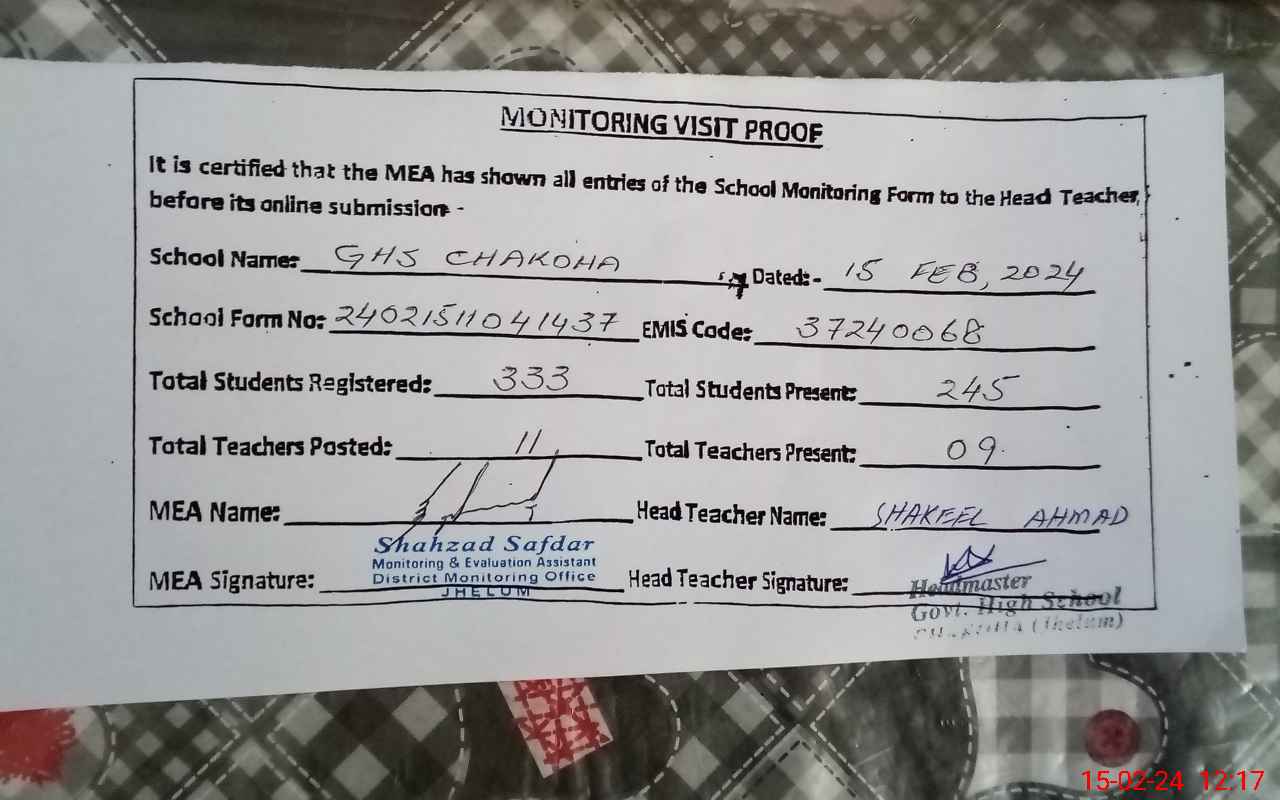 MONITORING VISIT PROOF
It is certified that the MEA has shown all entries of the School Monitoring Form to the Head Teacher,
before its online submission -
School Name: GHS CHAKOHA Dated:- 15 FEB, 2024
School Form No: 24021511041437 EMIS Code: 37240068
Total Students Registered: 333 Total Students Present: 245
Total Teachers Posted: 11 Total Teachers Present: 09
MEA Name: Head Teacher Name: SHAKEEL AHMAD
Shahzad Safdar
Monitoring & Evaluation Assistant
District Monitoring Office
JHELUM
MEA Signature: Head Teacher Signature:
Headmaster
Govt. High School
(Jhelum)
15-02-24 12:17